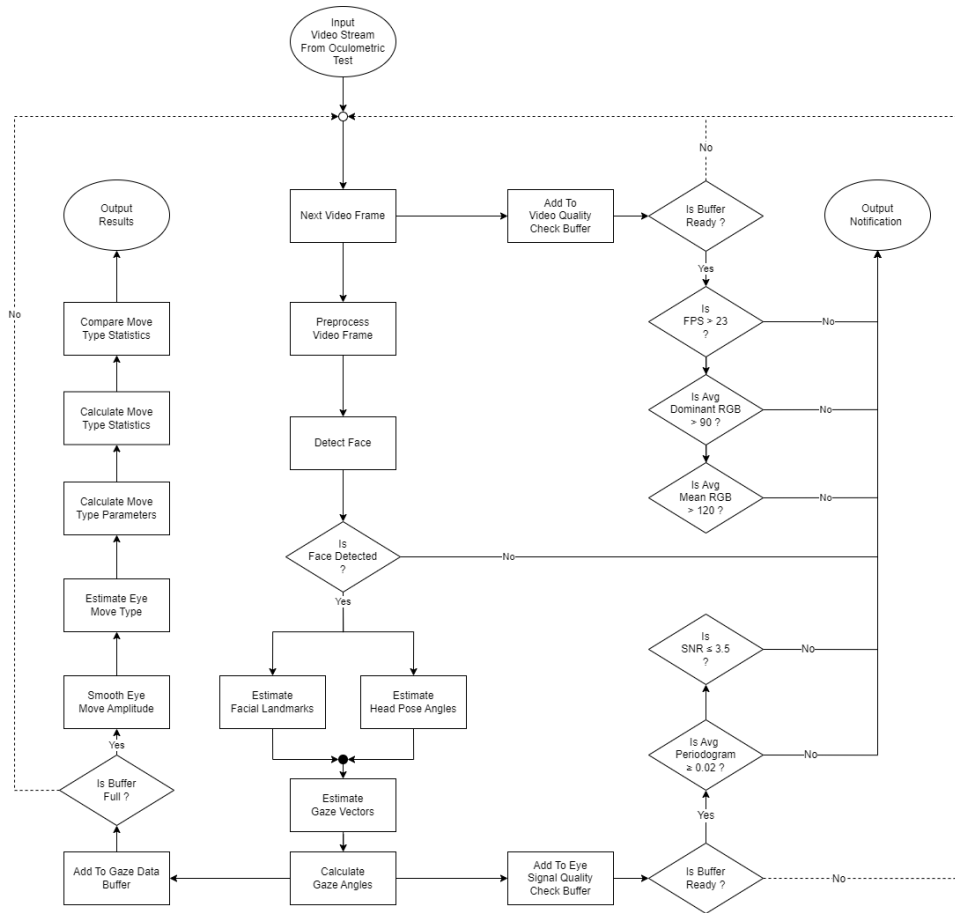 Input
Video Stream
From Oculometric
Test
No
Output
Results
Next Video Frame
Add To
Video Quality
Check Buffer
Is Buffer
Ready ?
Output
Notification
Yes
No
Compare Move
Type Statistics
Preprocess
Video Frame
Is
FPS > 23
?
No
Calculate Move
Type Statistics
Detect Face
Is Avg
Dominant RGB
> 90 ?
No
Calculate Move
Type Parameters
Is Avg
Mean RGB
> 120 ?
No
Is
Face Detected
?
No
Yes
Estimate Eye
Move Type
Is
SNR ≤ 3.5
?
No
Smooth Eye
Move Amplitude
Estimate
Facial Landmarks
Estimate
Head Pose Angles
Yes
Is Avg
Periodogram
≥ 0.02 ?
No
Is Buffer
Full ?
Estimate
Gaze Vectors
Yes
Add To Gaze Data
Buffer
Calculate
Gaze Angles
Add To Eye
Signal Quality
Check Buffer
Is Buffer
Ready ?
No